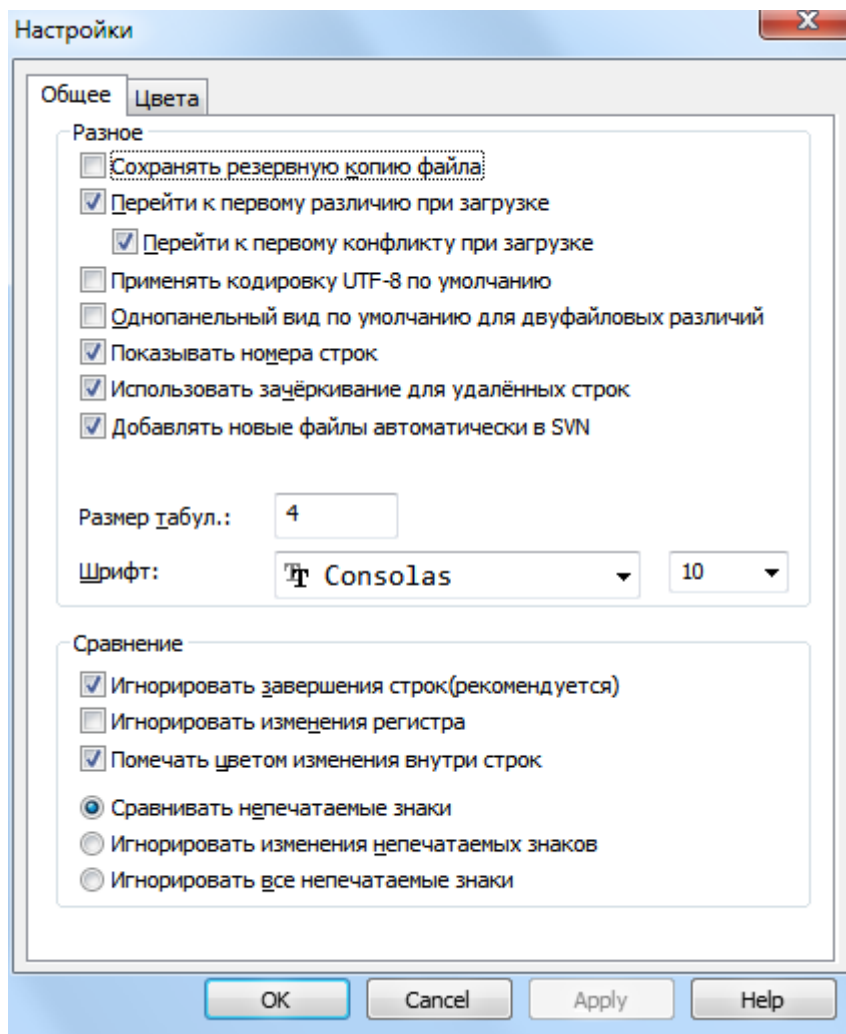 Настройки
Общее
Цвета
Разное
Сохранять резервную копию файла
Перейти к первому различию при загрузке
Перейти к первому конфликту при загрузке
Применять кодировку UTF-8 по умолчанию
Однопанельный вид по умолчанию для двуфайловых различий
Показывать номера строк
Использовать зачёркивание для удалённых строк
Добавлять новые файлы автоматически в SVN
Размер табул.: 4
Шрифт: Consolas 10
Сравнение
Игнорировать завершения строк(рекомендуется)
Игнорировать изменения регистра
Помечать цветом изменения внутри строк
Сравнивать непечатаемые знаки
Игнорировать изменения непечатаемых знаков
Игнорировать все непечатаемые знаки
OK Cancel Apply Help